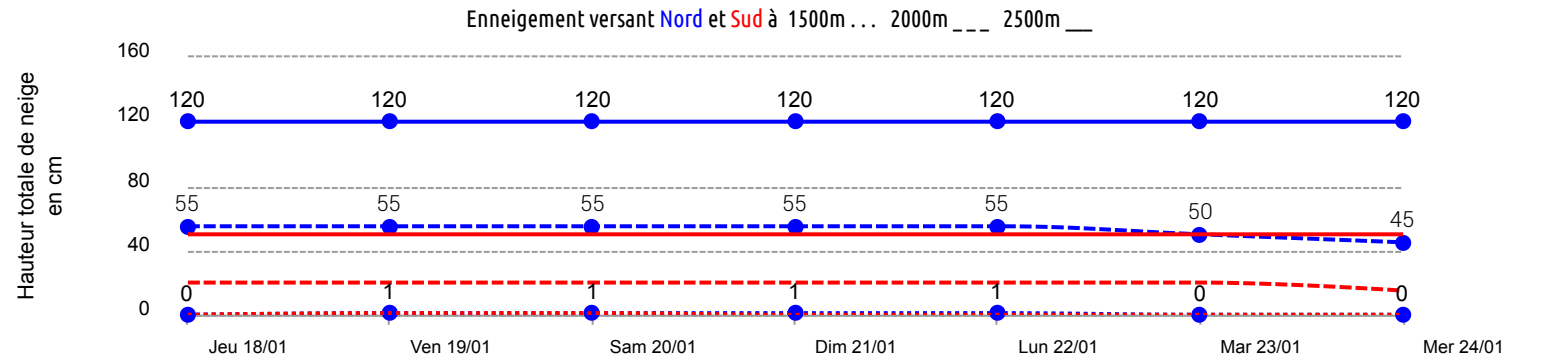 Enneigement versant Nord et Sud à 1500m . . . 2000m _ _ _ 2500m __
Hauteur totale de neige
en cm
160
120 120 120 120 120 120 120
120
80
55 55 55 55 55 50 45
40
0 1 1 1 1 0 0
0
Jeu 18/01 Ven 19/01 Sam 20/01 Dim 21/01 Lun 22/01 Mar 23/01 Mer 24/01